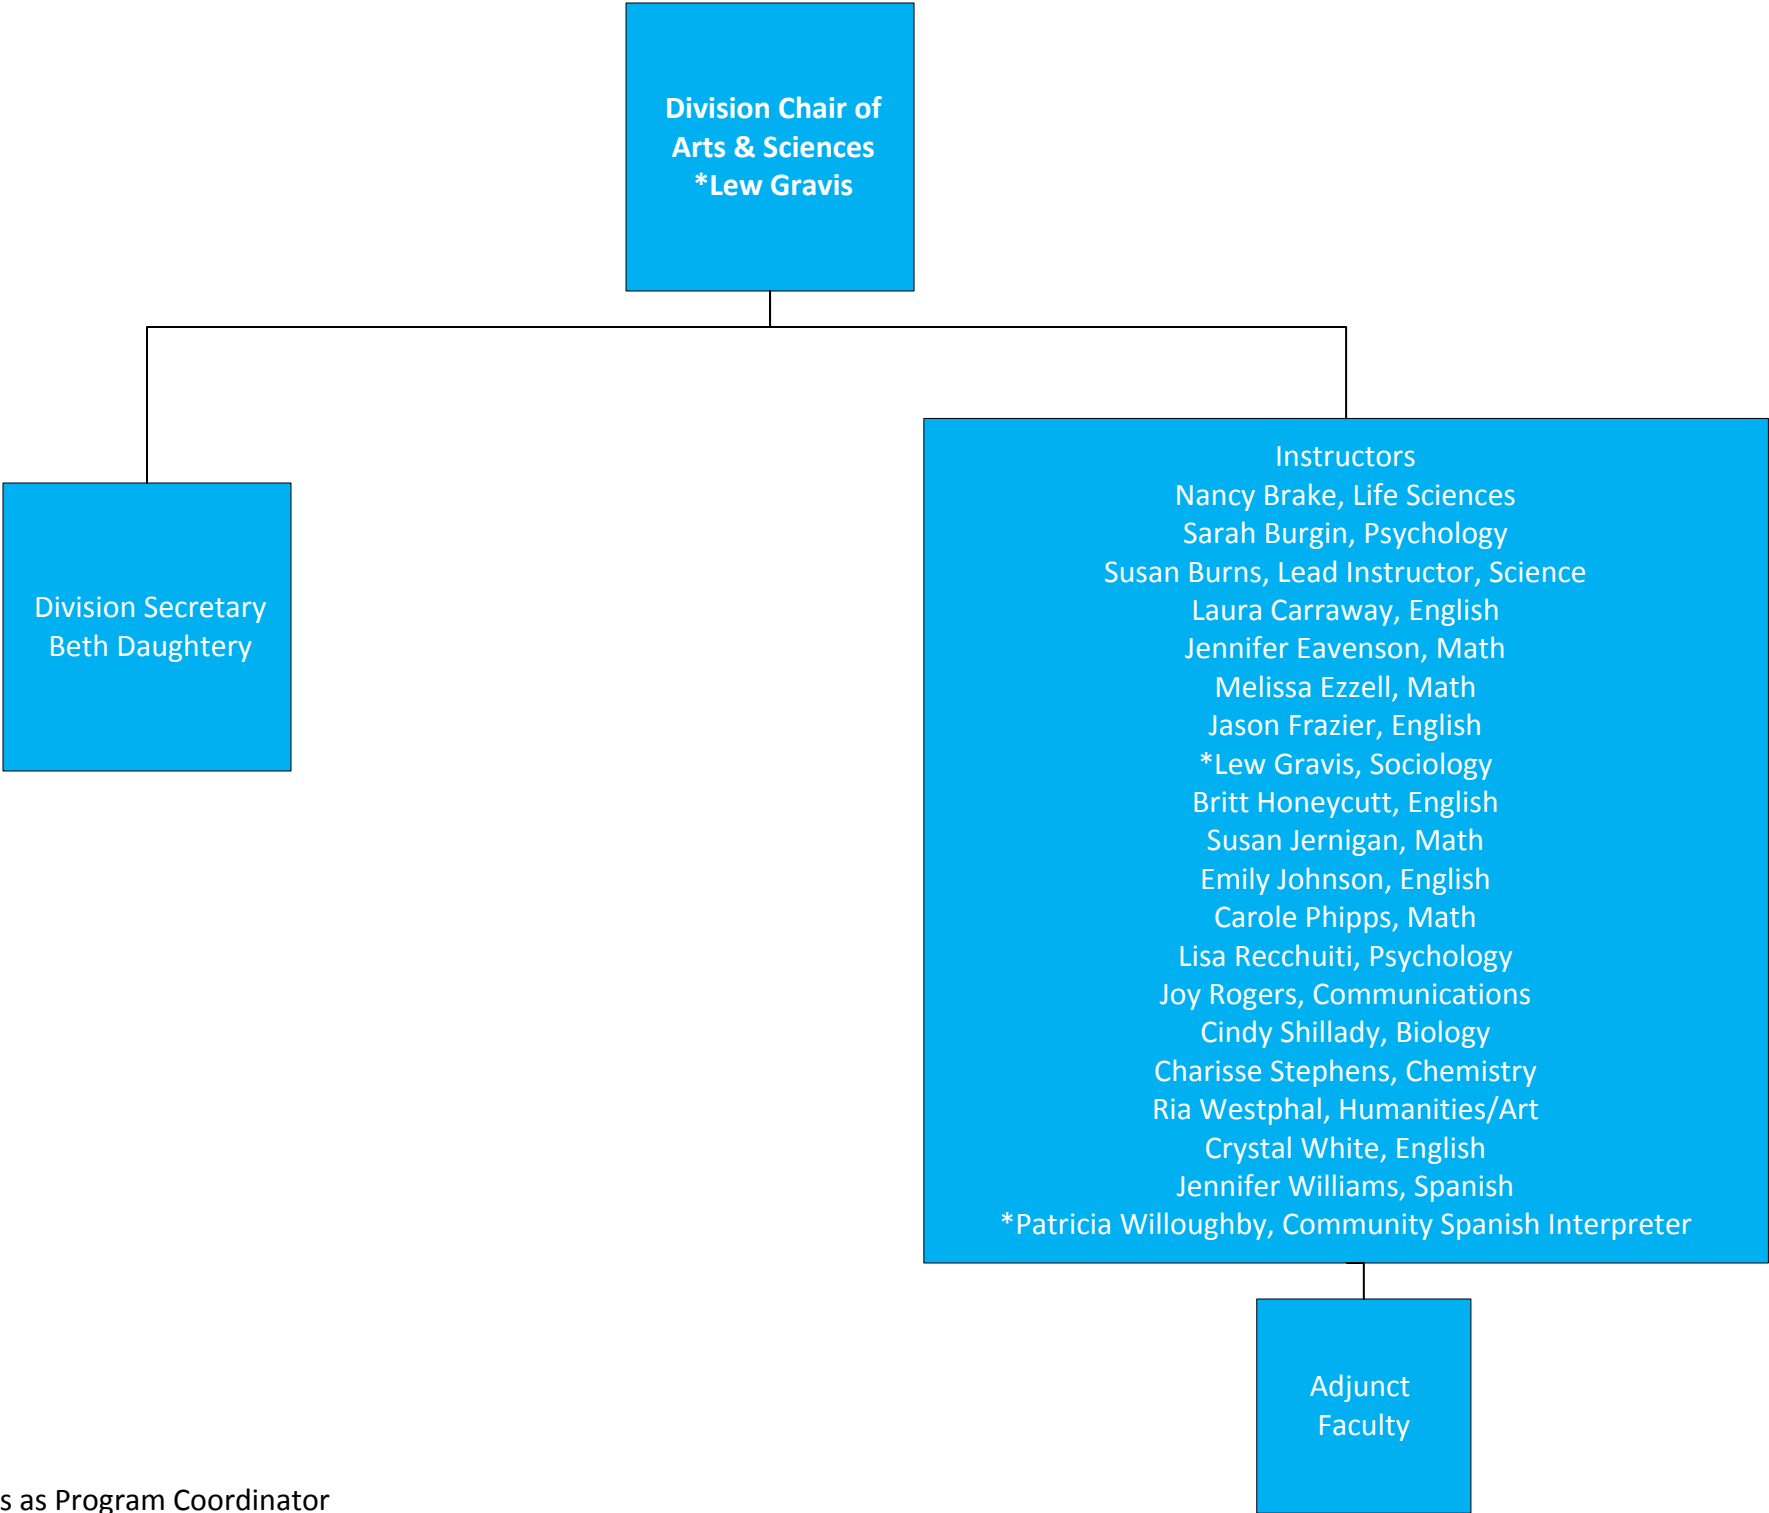 Division Chair of
Arts & Sciences
*Lew Gravis
Division Secretary
Beth Daughtery
Instructors
Nancy Brake, Life Sciences
Sarah Burgin, Psychology
Susan Burns, Lead Instructor, Science
Laura Carraway, English
Jennifer Eavenson, Math
Melissa Ezzell, Math
Jason Frazier, English
*Lew Gravis, Sociology
Britt Honeycutt, English
Susan Jernigan, Math
Emily Johnson, English
Carole Phipps, Math
Lisa Recchuiti, Psychology
Joy Rogers, Communications
Cindy Shillady, Biology
Charisse Stephens, Chemistry
Ria Westphal, Humanities/Art
Crystal White, English
Jennifer Williams, Spanish
*Patricia Willoughby, Community Spanish Interpreter
Adjunct
Faculty
s as Program Coordinator